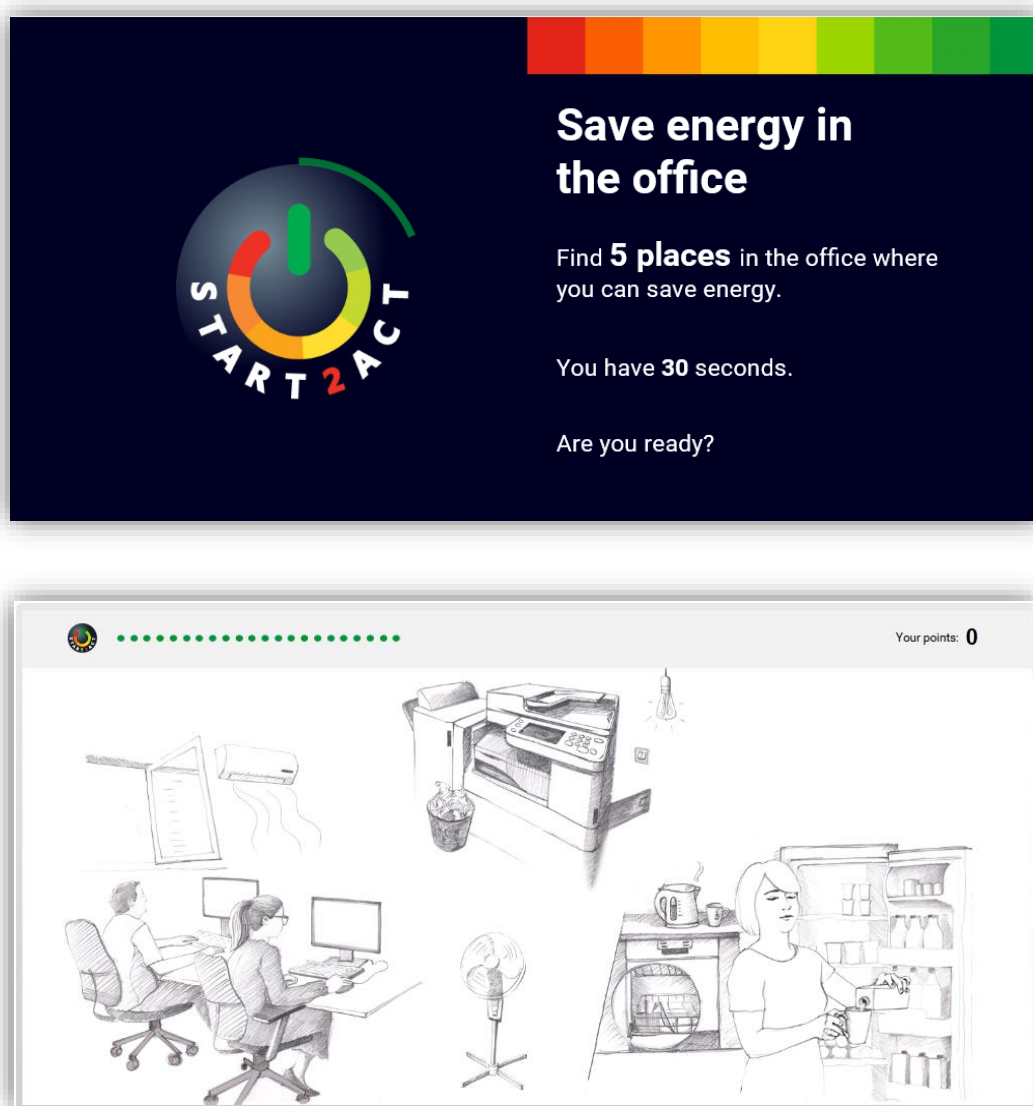 Save energy in
the office
Find 5 places in the office where
you can save energy.
You have 30 seconds.
Are you ready?
START2ACT
Your points: 0